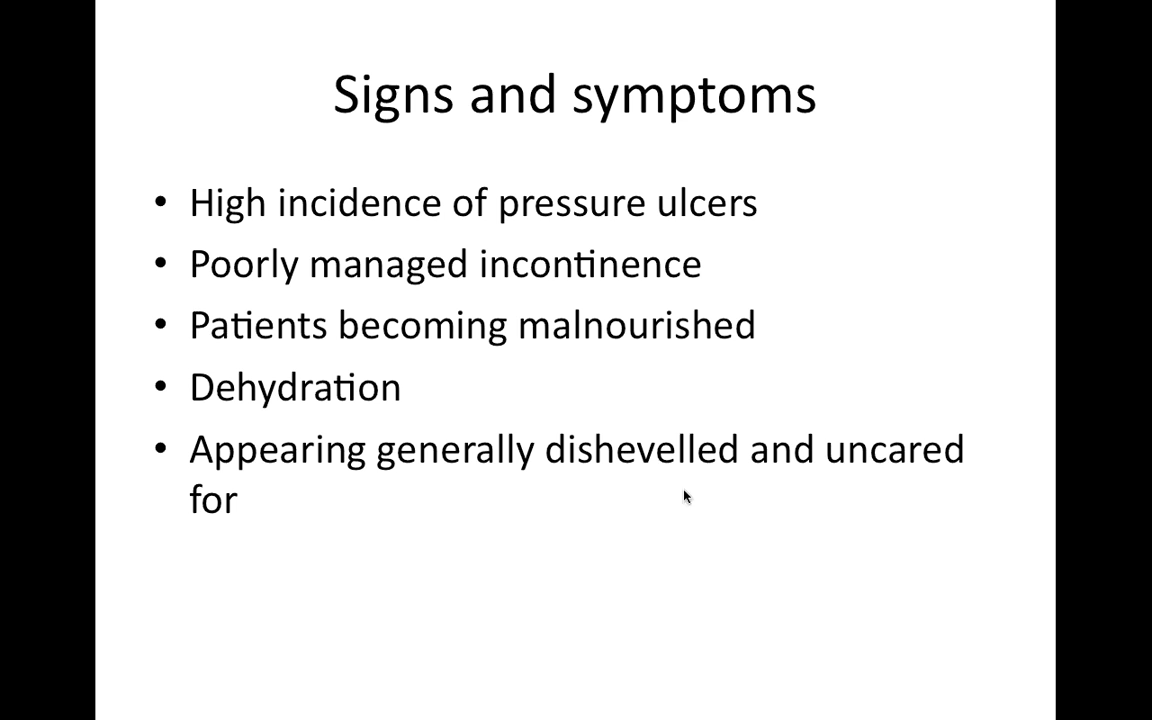 Signs and symptoms
• High incidence of pressure ulcers
• Poorly managed incontinence
• Patients becoming malnourished
• Dehydration
• Appearing generally dishevelled and uncared
for